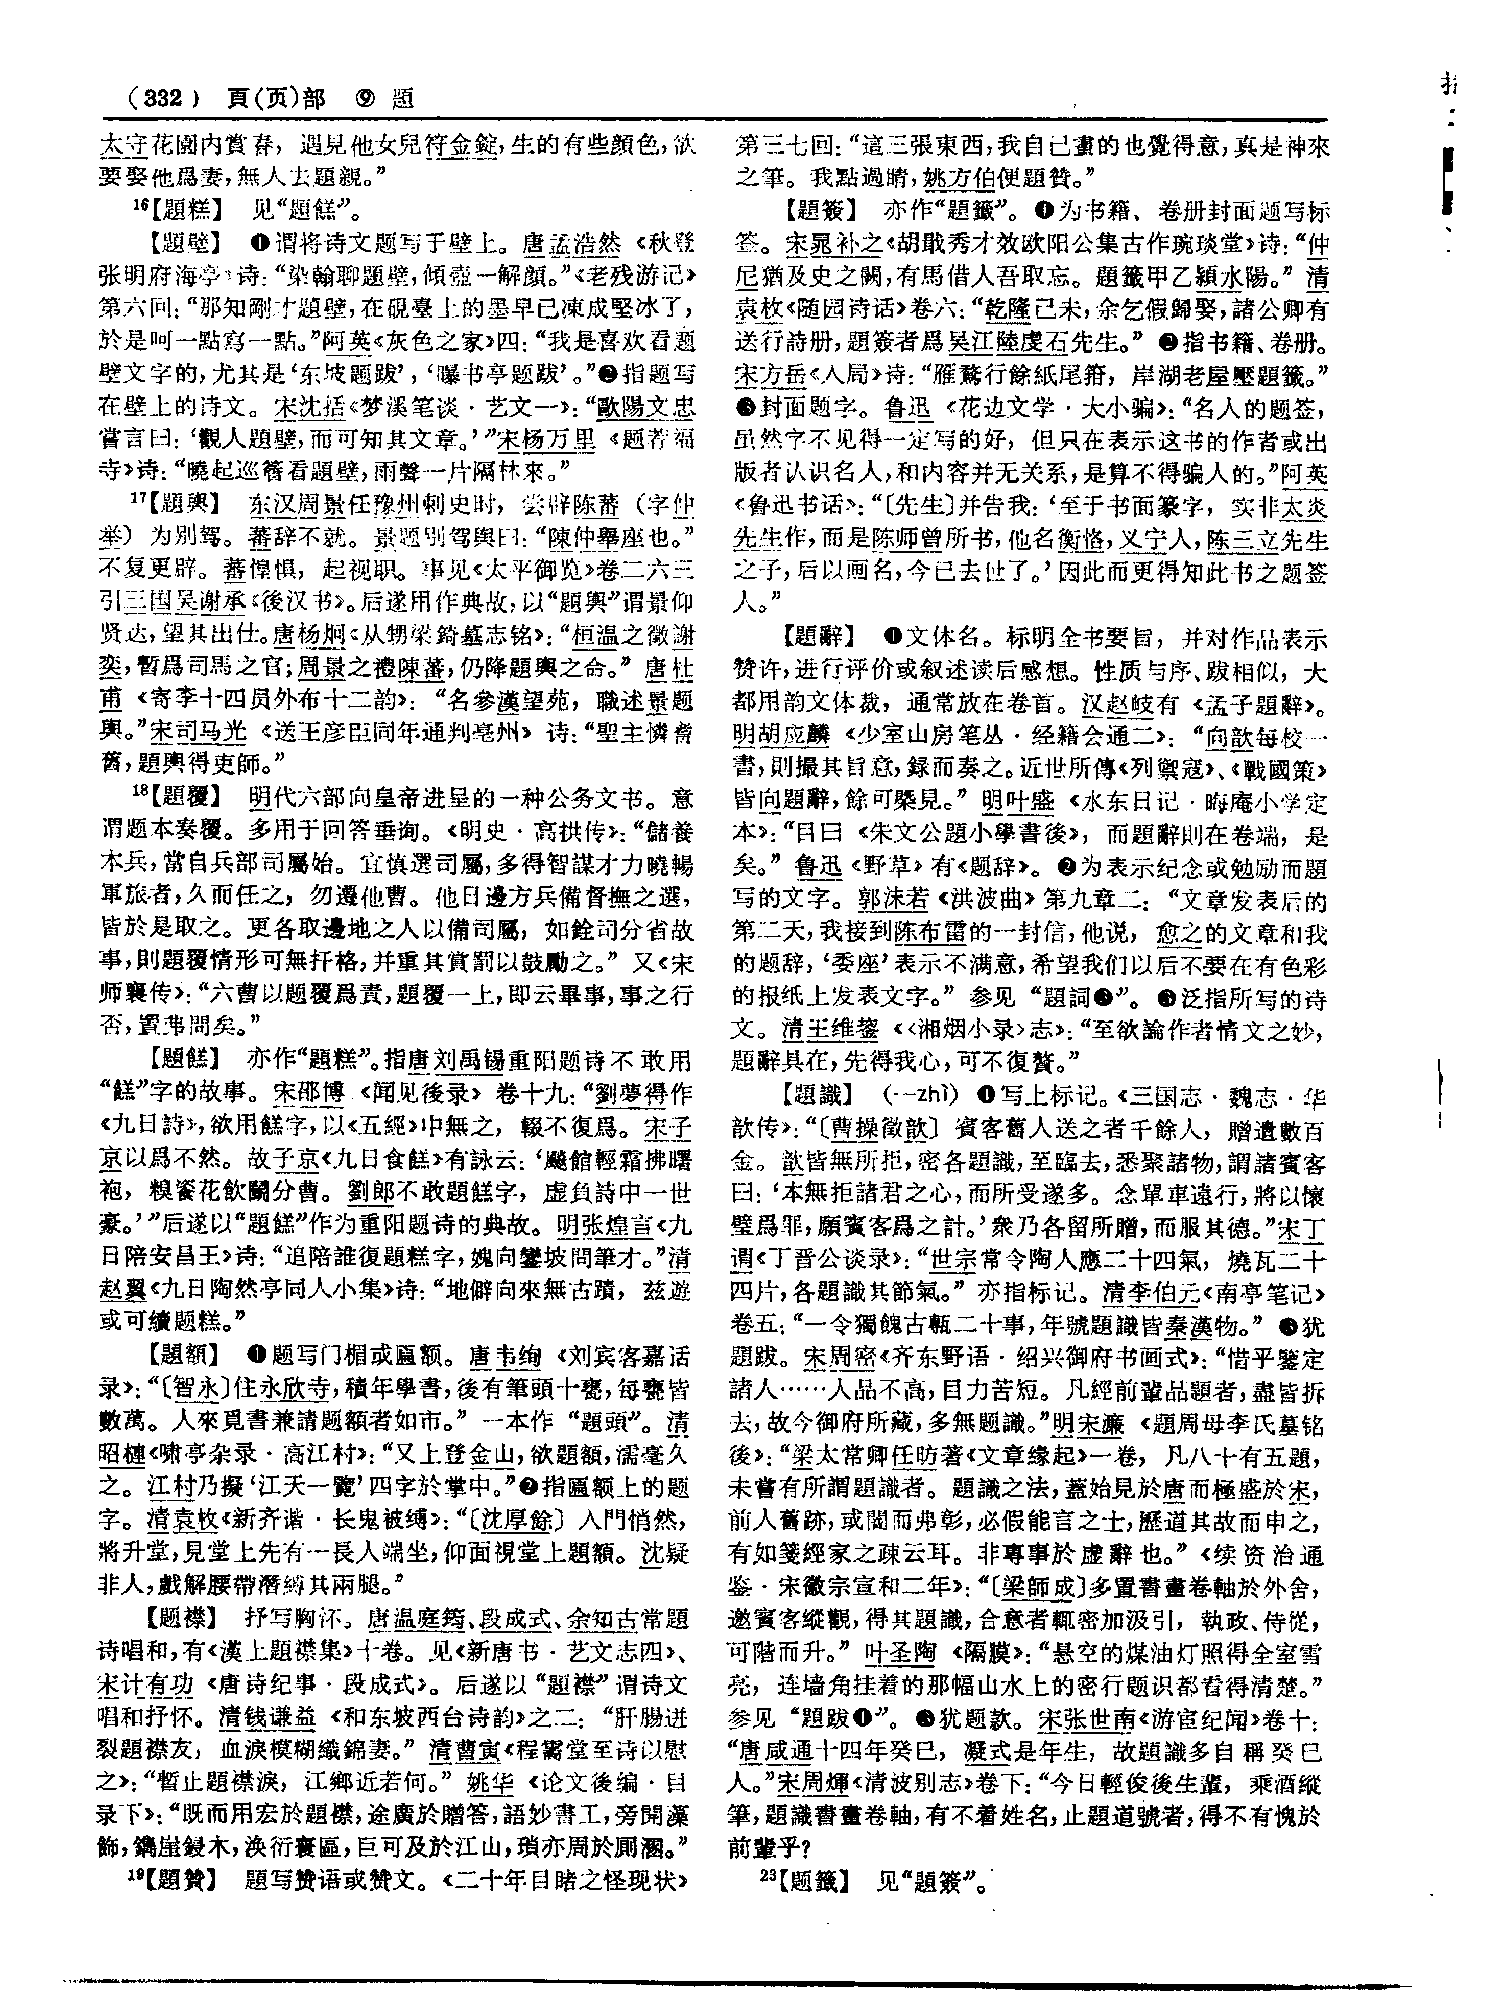 （332） 頁(页)部 ⑨ 題
太守花園内賞春，遇見他女兒符金錠，生的有些顔色，欲
要娶他爲妻，無人去題親。”
16【題糕】 见“題餻”。
【題壁】 ❶谓将诗文题写于壁上。唐孟浩然《秋登
张明府海亭》诗：“染翰聊題壁，傾壺一解顔。”《老残游记》
第六回：“那知剛才題壁，在硯臺上的墨早已凍成堅冰了，
於是呵一點寫一點。”阿英《灰色之家》四：“我是喜欢看题
壁文字的，尤其是‘东坡题跋’，‘曝书亭题跋’。”❷指题写
在壁上的诗文。宋沈括《梦溪笔谈·艺文一》：“歐陽文忠
嘗言曰：‘觀人題壁，而可知其文章。’”宋杨万里《题荐福
寺》诗：“曉起巡簷看題壁，雨聲一片隔林來。”
17【題輿】 东汉周景任豫州刺史时，尝辟陈蕃（字仲
举）为别驾。蕃辞不就。景题别驾輿曰：“陳仲舉座也。”
不复更辟。蕃惶惧，起视职。事见《太平御览》卷二六三
引三国吴谢承《後汉书》。后遂用作典故，以“題輿”谓景仰
贤达，望其出仕。唐杨炯《从甥梁錡墓志铭》：“桓温之徵謝
奕，暫爲司馬之官；周景之禮陳蕃，仍降題輿之命。”唐杜
甫《寄李十四员外布十二韵》：“名參漢望苑，職述景題
輿。”宋司马光《送王彦臣同年通判亳州》诗：“聖主憐耆
舊，題輿得吏師。”
18【題覆】 明代六部向皇帝进呈的一种公务文书。意
谓题本奏覆。多用于回答垂询。《明史·高拱传》：“儲養
本兵，當自兵部司屬始。宜慎選司屬，多得智謀才力曉暢
軍旅者，久而任之，勿遷他曹。他日邊方兵備督撫之選，
皆於是取之。更各取邊地之人以備司屬，如銓司分省故
事，則題覆情形可無扞格，并重其賞罰以鼓勵之。”又《宋
师襄传》：“六曹以題覆爲責，題覆一上，即云畢事，事之行
否，置弗問矣。”
【題餻】 亦作“題糕”。指唐刘禹锡重阳题诗不敢用
“餻”字的故事。宋邵博《闻见後录》卷十九：“劉夢得作
《九日詩》，欲用餻字，以《五經》中無之，輟不復爲。宋子
京以爲不然。故子京《九日食餻》有詠云：‘飈館輕霜拂曙
袍，糗餈花飲鬭分曹。劉郎不敢題餻字，虚負詩中一世
豪。’”后遂以“題餻”作为重阳题诗的典故。明张煌言《九
日陪安昌王》诗：“追陪誰復題糕字，媿向鑾坡問筆才。”清
赵翼《九日陶然亭同人小集》诗：“地僻向來無古蹟，兹遊
或可續題糕。”
【題額】 ❶题写门楣或匾额。唐韦绚《刘宾客嘉话
录》：“〔智永〕住永欣寺，積年學書，後有筆頭十甕，每甕皆
數萬。人來覓書兼請題額者如市。”一本作“題頭”。清
昭槤《啸亭杂录·高江村》：“又上登金山，欲題額，濡毫久
之。江村乃擬‘江天一覽’四字於掌中。”❷指匾额上的题
字。清袁枚《新齐谐·长鬼被缚》：“〔沈厚餘〕入門悄然，
將升堂，見堂上先有一長人端坐，仰面視堂上題額。沈疑
非人，戲解腰帶潛縛其兩腿。”
【題襟】 抒写胸怀。唐温庭筠、段成式、余知古常题
诗唱和，有《漢上題襟集》十卷。见《新唐书·艺文志四》、
宋计有功《唐诗纪事·段成式》。后遂以“題襟”谓诗文
唱和抒怀。清钱谦益《和东坡西台诗韵》之二：“肝腸迸
裂題襟友，血淚模糊織錦妻。”清曹寅《程霱堂至诗以慰
之》：“暫止題襟淚，江鄉近若何。”姚华《论文後编·目
录下》：“既而用宏於題襟，途廣於贈答，語妙書工，旁開藻
飾，鐫崖鋟木，涣衍寰區，巨可及於江山，瑣亦周於圊溷。”
19【題贊】 题写赞语或赞文。《二十年目睹之怪现状》
第三七回：“這三張東西，我自己畫的也覺得意，真是神來
之筆。我點過睛，姚方伯便題贊。”
【題簽】 亦作“題籤”。❶为书籍、卷册封面题写标
签。宋晁补之《胡戢秀才效欧阳公集古作琬琰堂》诗：“仲
尼猶及史之闕，有馬借人吾取忘。題籤甲乙潁水陽。”清
袁枚《随园诗话》卷六：“乾隆己未，余乞假歸娶，諸公卿有
送行詩册，題簽者爲吴江陸虔石先生。”❷指书籍、卷册。
宋方岳《人局》诗：“雁鶩行餘紙尾箝，岸湖老屋壓題籤。”
❸封面题字。鲁迅《花边文学·大小骗》：“名人的题签，
虽然字不见得一定写的好，但只在表示这书的作者或出
版者认识名人，和内容并无关系，是算不得骗人的。”阿英
《鲁迅书话》：“〔先生〕并告我：‘至于书面篆字，实非太炎
先生作，而是陈师曾所书，他名衡恪，义宁人，陈三立先生
之子，后以画名，今已去世了。’因此而更得知此书之题签
人。”
【題辭】 ❶文体名。标明全书要旨，并对作品表示
赞许，进行评价或叙述读后感想。性质与序、跋相似，大
都用韵文体裁，通常放在卷首。汉赵岐有《孟子題辭》。
明胡应麟《少室山房笔丛·经籍会通二》：“向歆每校一
書，則撮其旨意，録而奏之。近世所傳《列禦寇》、《戰國策》
皆向題辭，餘可槩見。”明叶盛《水东日记·晦庵小学定
本》：“目曰《朱文公題小學書後》，而題辭則在卷端，是
矣。”鲁迅《野草》有《题辞》。❷为表示纪念或勉励而題
写的文字。郭沫若《洪波曲》第九章二：“文章发表后的
第二天，我接到陈布雷的一封信，他说，愈之的文章和我
的题辞，‘委座’表示不满意，希望我们以后不要在有色彩
的报纸上发表文字。”参见“題詞❸”。❸泛指所写的诗
文。清王维鋆《〈湘烟小录〉志》：“至欲論作者情文之妙，
題辭具在，先得我心，可不復贅。”
【題識】 (--zhì) ❶写上标记。《三国志·魏志·华
歆传》：“〔曹操徵歆〕賓客舊人送之者千餘人，贈遺數百
金。歆皆無所拒，密各題識，至臨去，悉聚諸物，謂諸賓客
曰：‘本無拒諸君之心，而所受遂多。念單車遠行，將以懷
璧爲罪，願賓客爲之計。’衆乃各留所贈，而服其德。”宋丁
谓《丁晋公谈录》：“世宗常令陶人應二十四氣，燒瓦二十
四片，各題識其節氣。”亦指标记。清李伯元《南亭笔记》
卷五：“一令獨餽古甎二十事，年號題識皆秦漢物。”❷犹
题跋。宋周密《齐东野语·绍兴御府书画式》：“惜乎鑒定
諸人……人品不高，目力苦短。凡經前輩品題者，盡皆拆
去，故今御府所藏，多無題識。”明宋濂《題周母李氏墓铭
後》：“梁太常卿任昉著《文章缘起》一卷，凡八十有五題，
未嘗有所謂題識者。題識之法，蓋始見於唐而極盛於宋，
前人舊跡，或閟而弗彰，必假能言之士，歷道其故而申之，
有如箋經家之疎云耳。非專事於虚辭也。”《续资治通
鉴·宋徽宗宣和二年》：“〔梁師成〕多置書畫卷軸於外舍，
邀賓客縱觀，得其題識，合意者輒密加汲引，執政、侍從，
可階而升。”叶圣陶《隔膜》：“悬空的煤油灯照得全室雪
亮，连墙角挂着的那幅山水上的密行题识都看得清楚。”
参见“題跋❶”。❸犹题款。宋张世南《游宦纪闻》卷十：
“唐咸通十四年癸巳，凝式是年生，故題識多自稱癸巳
人。”宋周煇《清波别志》卷下：“今日輕俊後生輩，乘酒縱
筆，題識書畫卷軸，有不着姓名，止題道號者，得不有愧於
前輩乎？
23【題籤】 见“題簽”。